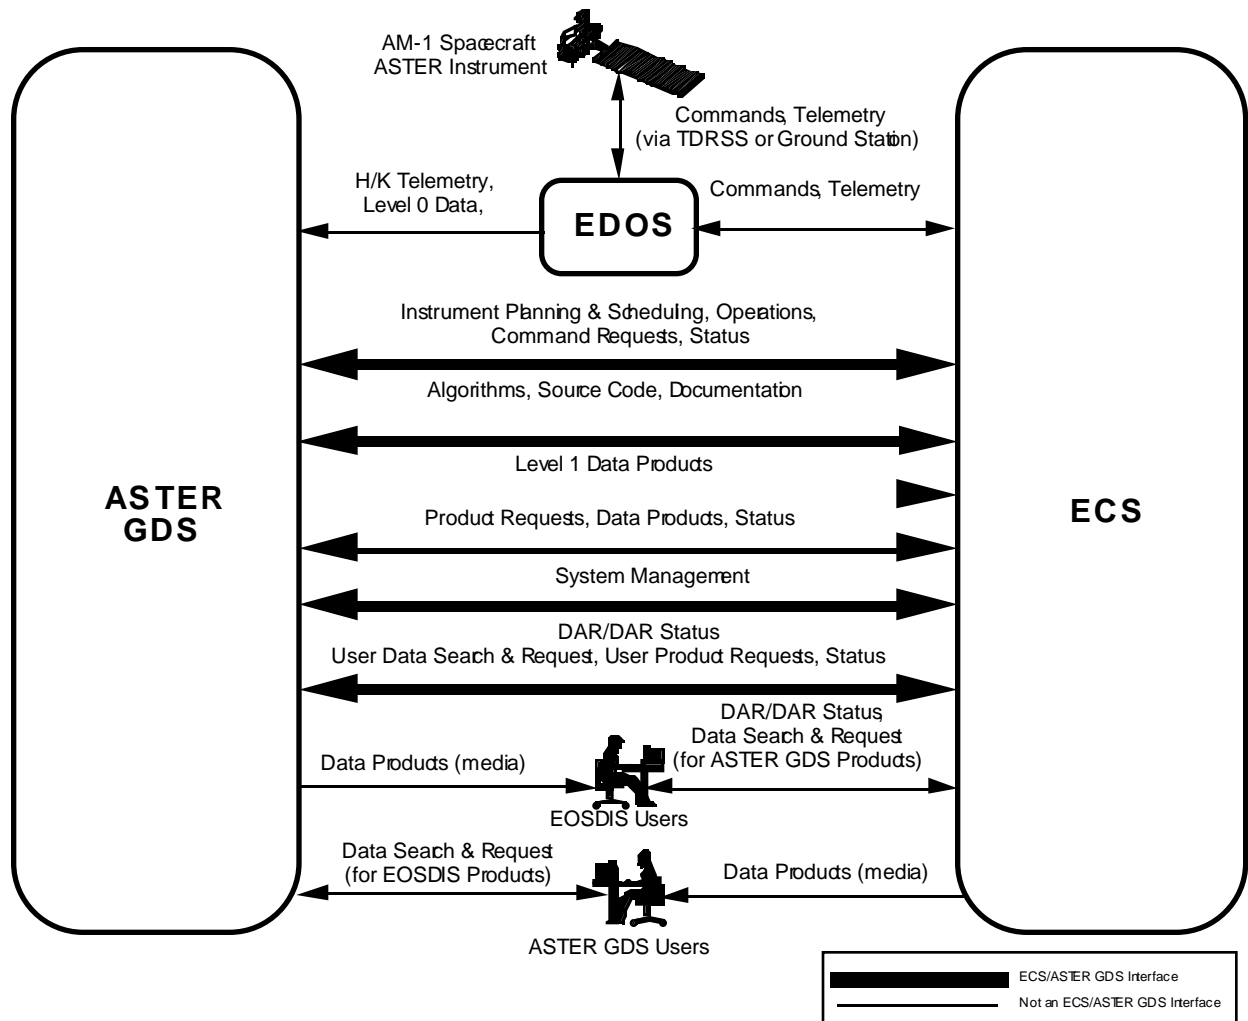 AM-1 Spacecraft
ASTER Instrument
Commands, Telemetry
(via TDRSS or Ground Station)
H/K Telemetry,
Level 0 Data,
Commands, Telemetry
EDOS
Instrument Planning & Scheduling, Operations,
Command Requests, Status
Algorithms, Source Code, Documentation
Level 1 Data Products
ASTER
GDS
ECS
Product Requests, Data Products, Status
System Management
DAR/DAR Status
User Data Search & Request, User Product Requests, Status
DAR/DAR Status,
Data Search & Request
(for ASTER GDS Products)
Data Products (media)
EOSDIS Users
Data Search & Request
(for EOSDIS Products)
Data Products (media)
ASTER GDS Users
ECS/ASTER GDS Interface
Not an ECS/ASTER GDS Interface